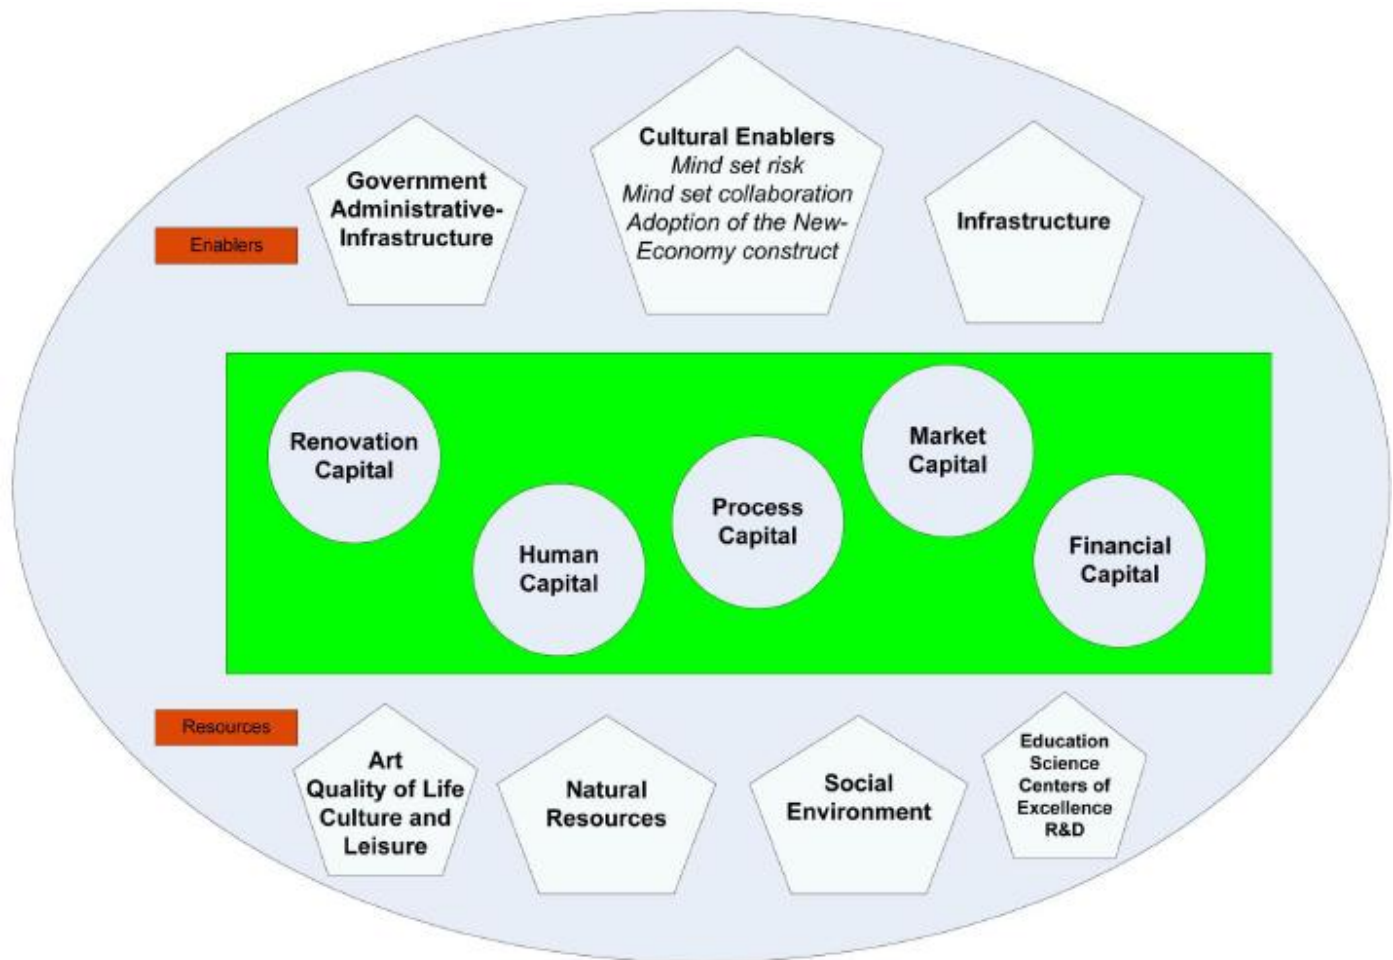 Cultural Enablers
Mind set risk
Mind set collaboration
Adoption of the New-
Economy construct
Government
Administrative-
Infrastructure
Infrastructure
Enablers
Renovation
Capital
Human
Capital
Process
Capital
Market
Capital
Financial
Capital
Resources
Art
Quality of Life
Culture and
Leisure
Natural
Resources
Social
Environment
Education
Science
Centers of
Excellence
R&D